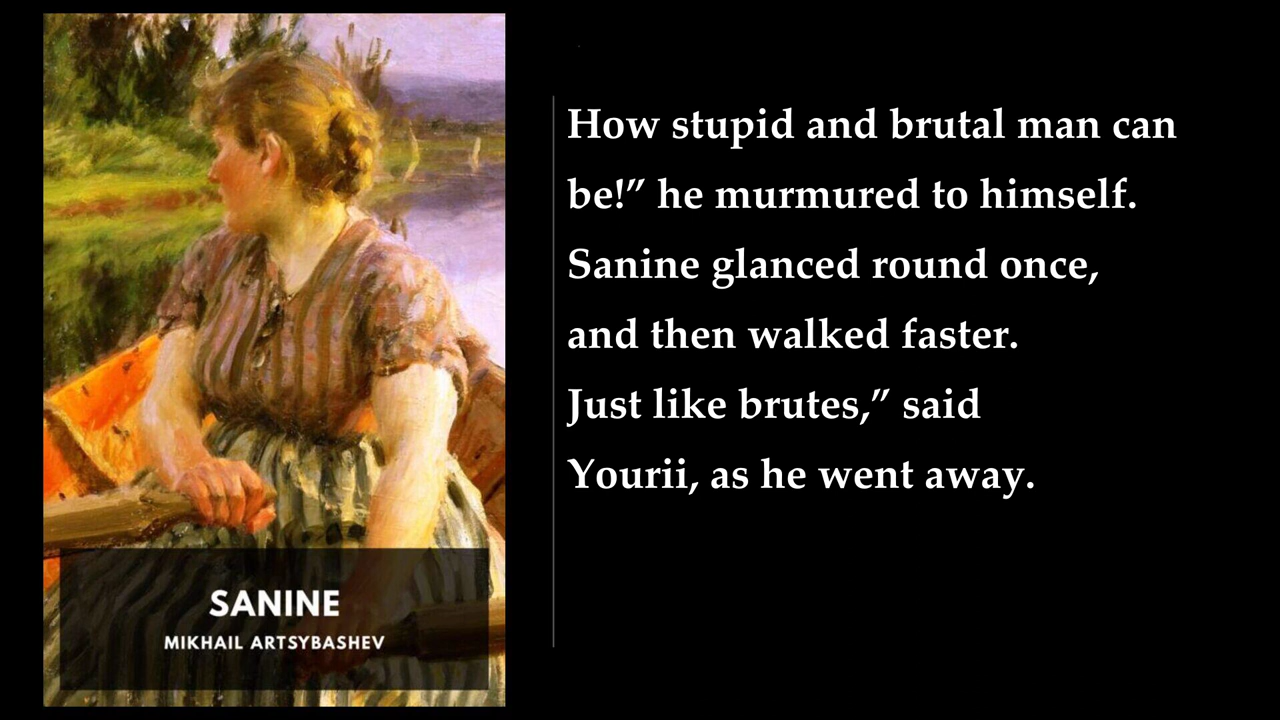 How stupid and brutal man can
be!” he murmured to himself.
Sanine glanced round once,
and then walked faster.
Just like brutes,” said
Yourii, as he went away.
SANINE
MIKHAIL ARTSYBASHEV